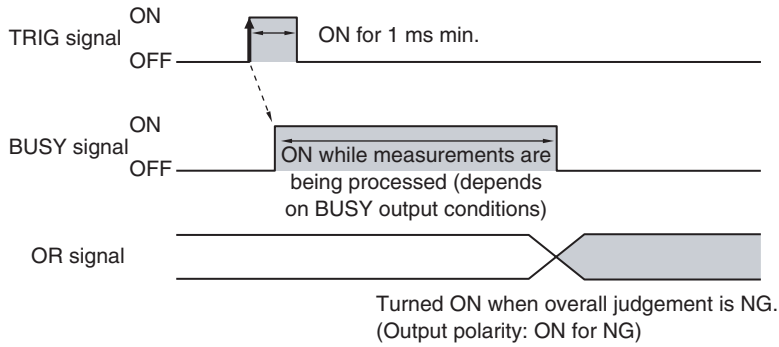 ON
TRIG signal
ON for 1 ms min.
OFF
ON
BUSY signal
OFF
ON while measurements are
being processed (depends
on BUSY output conditions)
OR signal
Turned ON when overall judgement is NG.
(Output polarity: ON for NG)